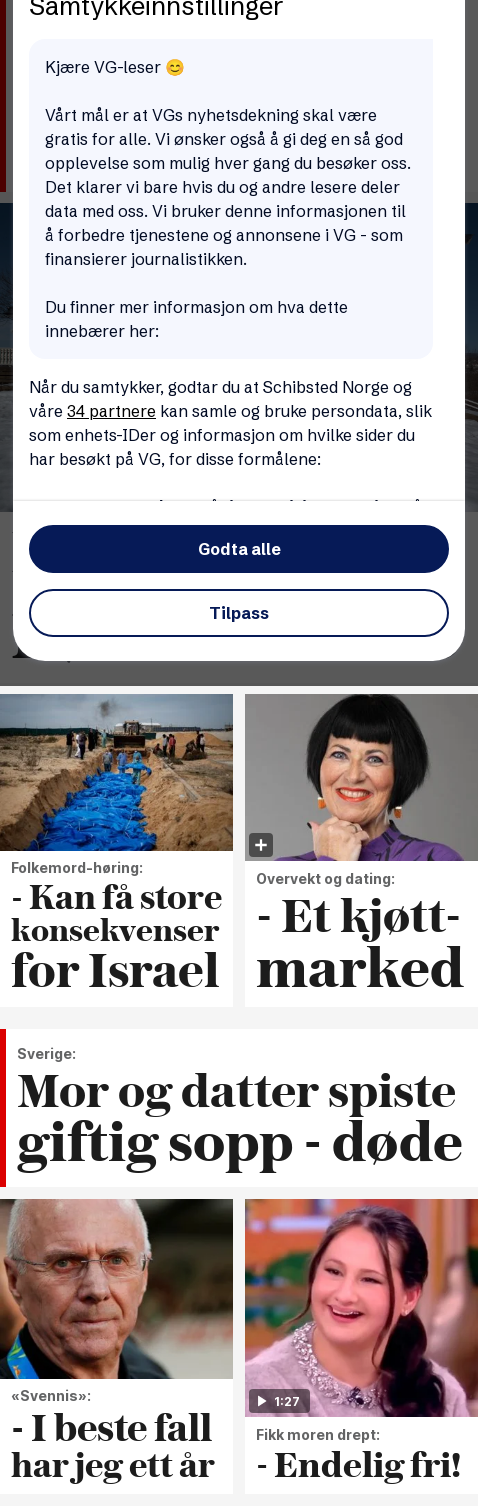 Samtykkeinnstillinger
Kjære VG-leser 😊
Vårt mål er at VGs nyhetsdekning skal være
gratis for alle. Vi ønsker også å gi deg en så god
opplevelse som mulig hver gang du besøker oss.
Det klarer vi bare hvis du og andre lesere deler
data med oss. Vi bruker denne informasjonen til
å forbedre tjenestene og annonsene i VG - som
finansierer journalistikken.
Du finner mer informasjon om hva dette
innebærer her:
Når du samtykker, godtar du at Schibsted Norge og
våre 34 partnere kan samle og bruke persondata, slik
som enhets-IDer og informasjon om hvilke sider du
har besøkt på VG, for disse formålene:
Godta alle
Tilpass
Folkemord-høring:
- Kan få store
konsekvenser
for Israel
Overvekt og dating:
- Et kjøtt-
marked
Sverige:
Mor og datter spiste
giftig sopp - døde
«Svennis»:
- I beste fall
har jeg ett år
1:27
Fikk moren drept:
- Endelig fri!